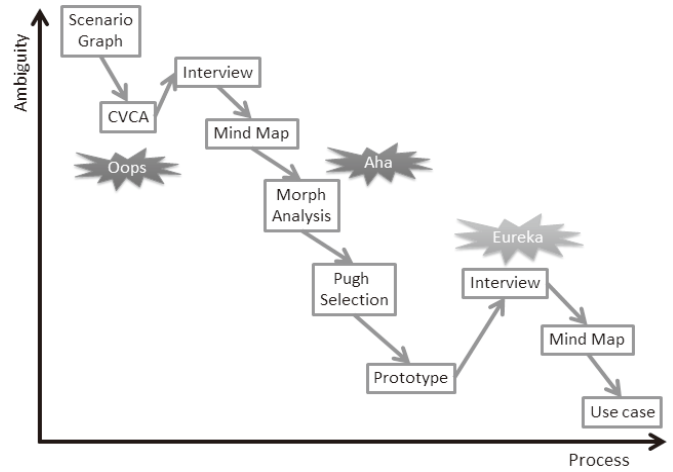 Ambiguity
Scenario
Graph
CVCA
Oops
Interview
Mind Map
Aha
Morph
Analysis
Pugh
Selection
Prototype
Eureka
Interview
Mind Map
Use case
Process